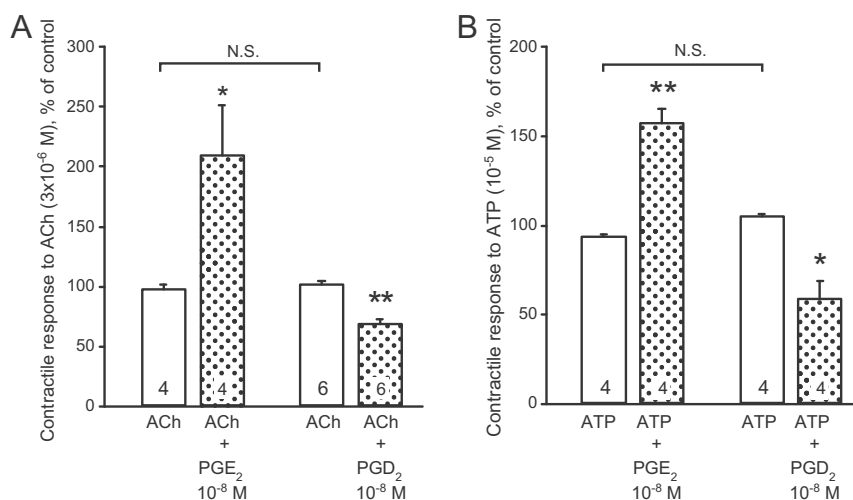 A
Contractile response to ACh (3x10⁻⁶ M), % of control
300
250
200
150
100
50
0
N.S.
*
**
4
4
6
6
ACh
ACh
+
PGE₂
10⁻⁸ M
ACh
ACh
+
PGD₂
10⁻⁸ M
B
Contractile response to ATP (10⁻⁵ M), % of control
200
150
100
50
0
N.S.
**
*
4
4
4
4
ATP
ATP
+
PGE₂
10⁻⁸ M
ATP
ATP
+
PGD₂
10⁻⁸ M